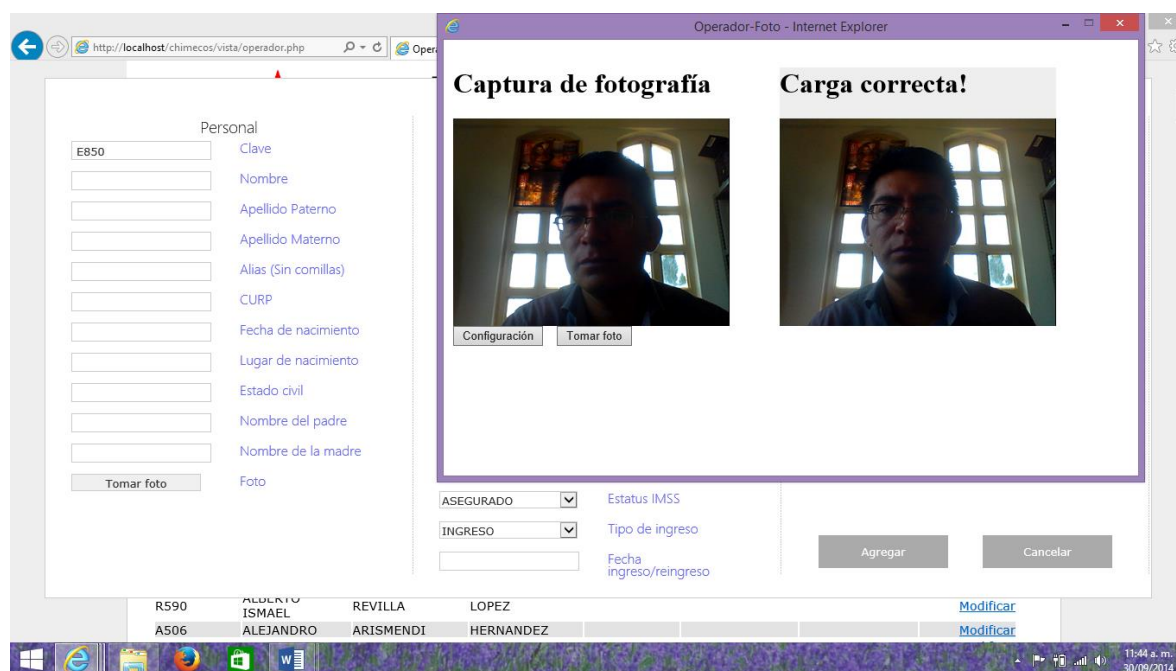 Operador-Foto - Internet Explorer
http://localhost/chimecos/vista/operador.php
Captura de fotografía
Carga correcta!
Configuración
Tomar foto
Personal
E850
Clave
Nombre
Apellido Paterno
Apellido Materno
Alias (Sin comillas)
CURP
Fecha de nacimiento
Lugar de nacimiento
Estado civil
Nombre del padre
Nombre de la madre
Tomar foto
Foto
ASEGURADO
Estatus IMSS
INGRESO
Tipo de ingreso
Fecha
ingreso/reingreso
Agregar
Cancelar
R590 ALBERTO ISMAEL REVILLA LOPEZ Modificar
A506 ALEJANDRO ARISMENDI HERNANDEZ Modificar
11:44 a. m.